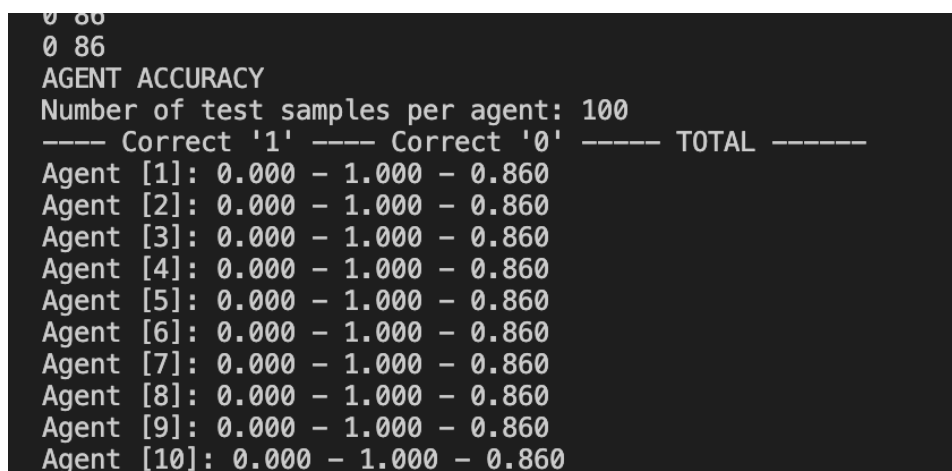 0 86
0 86
AGENT ACCURACY
Number of test samples per agent: 100
---- Correct '1' ---- Correct '0' ----- TOTAL ------
Agent [1]: 0.000 - 1.000 - 0.860
Agent [2]: 0.000 - 1.000 - 0.860
Agent [3]: 0.000 - 1.000 - 0.860
Agent [4]: 0.000 - 1.000 - 0.860
Agent [5]: 0.000 - 1.000 - 0.860
Agent [6]: 0.000 - 1.000 - 0.860
Agent [7]: 0.000 - 1.000 - 0.860
Agent [8]: 0.000 - 1.000 - 0.860
Agent [9]: 0.000 - 1.000 - 0.860
Agent [10]: 0.000 - 1.000 - 0.860